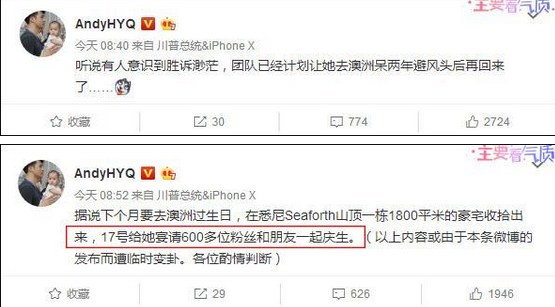 ·主要看气质
AndyHYQ
今天 08:40 来自 川普总统&iPhone X
听说有人意识到胜诉渺茫，团队已经计划让她去澳洲呆两年避风头后再回来
了……
收藏
30
774
2724
·主要看气质
AndyHYQ
今天 08:52 来自 川普总统&iPhone X
据说下个月要去澳洲过生日，在悉尼Seaforth山顶一栋1800平米的豪宅收拾出
来，17号给她宴请600多位粉丝和朋友一起庆生。（以上内容或由于本条微博的
发布而遭临时变卦。各位酌情判断）
收藏
29
626
1946